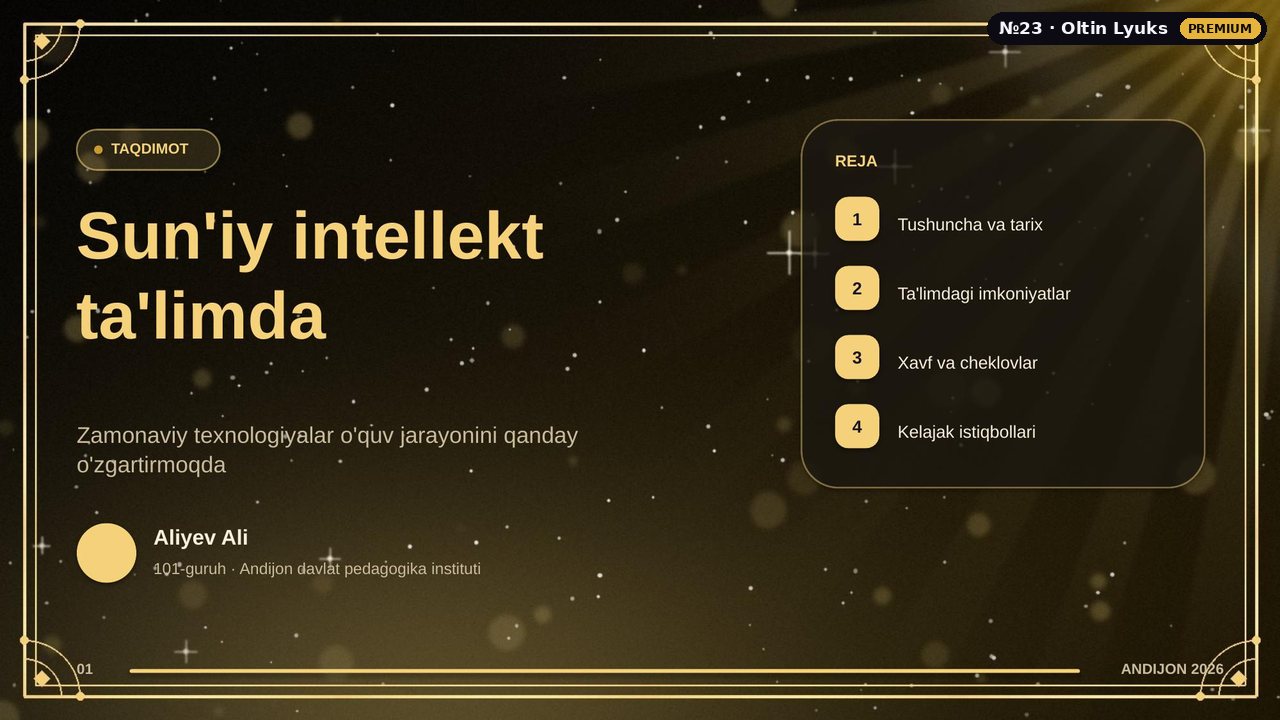 №23 · Oltin Lyuks PREMIUM
TAQDIMOT
Sun'iy intellekt
ta'limda
Zamonaviy texnologiyalar o'quv jarayonini qanday
o'zgartirmoqda
Aliyev Ali
101-guruh · Andijon davlat pedagogika instituti
REJA
1 Tushuncha va tarix
2 Ta'limdagi imkoniyatlar
3 Xavf va cheklovlar
4 Kelajak istiqbollari
01
ANDIJON 2026